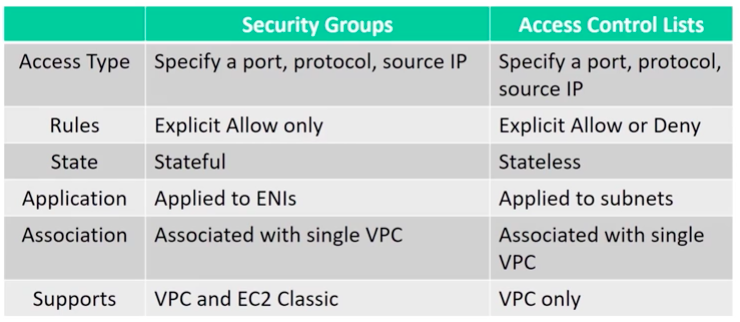 Security Groups Access Control Lists
Access Type Specify a port, protocol, source IP Specify a port, protocol,
source IP
Rules Explicit Allow only Explicit Allow or Deny
State Stateful Stateless
Application Applied to ENIs Applied to subnets
Association Associated with single VPC Associated with single
VPC
Supports VPC and EC2 Classic VPC only